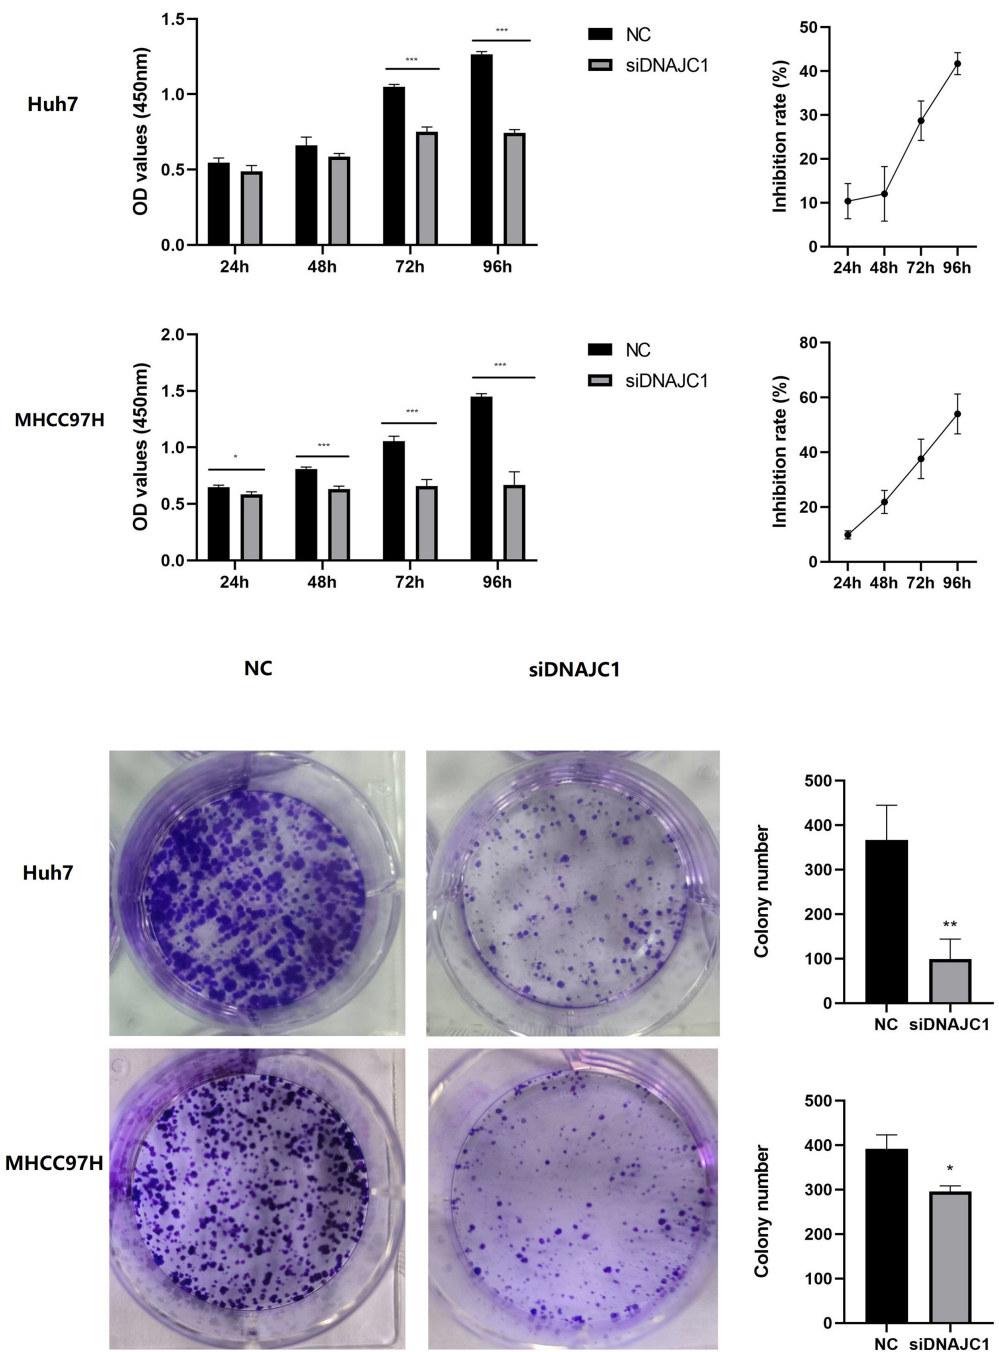 Huh7
OD values (450nm)
1.5
1.0
0.5
0.0
24h 48h 72h 96h
*** ***
NC
siDNAJC1
Inhibition rate (%)
50
40
30
20
10
0
24h 48h 72h 96h
MHCC97H
OD values (450nm)
2.0
1.5
1.0
0.5
0.0
24h 48h 72h 96h
* *** *** ***
NC
siDNAJC1
Inhibition rate (%)
80
60
40
20
0
24h 48h 72h 96h
NC siDNAJC1
Huh7
Colony number
500
400
300
200
100
0
**
NC siDNAJC1
MHCC97H
Colony number
500
400
300
200
100
0
*
NC siDNAJC1